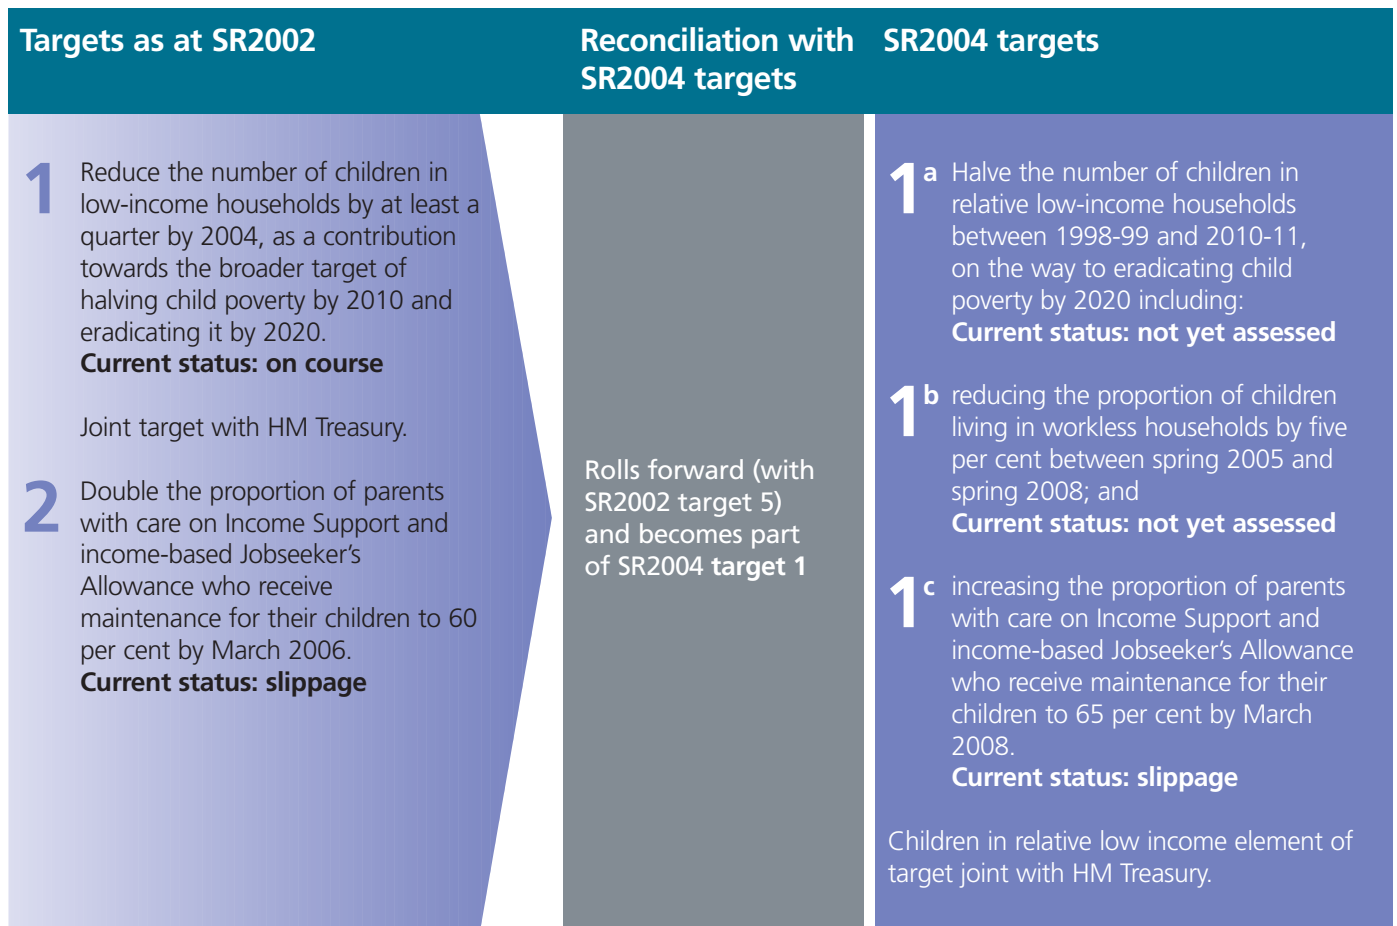 Targets as at SR2002
Reconciliation with
SR2004 targets
SR2004 targets
1
Reduce the number of children in
low-income households by at least a
quarter by 2004, as a contribution
towards the broader target of
halving child poverty by 2010 and
eradicating it by 2020.
Current status: on course
Joint target with HM Treasury.
2
Double the proportion of parents
with care on Income Support and
income-based Jobseeker’s
Allowance who receive
maintenance for their children to 60
per cent by March 2006.
Current status: slippage
Rolls forward (with
SR2002 target 5)
and becomes part
of SR2004 target 1
1a
Halve the number of children in
relative low-income households
between 1998-99 and 2010-11,
on the way to eradicating child
poverty by 2020 including:
Current status: not yet assessed
1b
reducing the proportion of children
living in workless households by five
per cent between spring 2005 and
spring 2008; and
Current status: not yet assessed
1c
increasing the proportion of parents
with care on Income Support and
income-based Jobseeker’s Allowance
who receive maintenance for their
children to 65 per cent by March
2008.
Current status: slippage
Children in relative low income element of
target joint with HM Treasury.